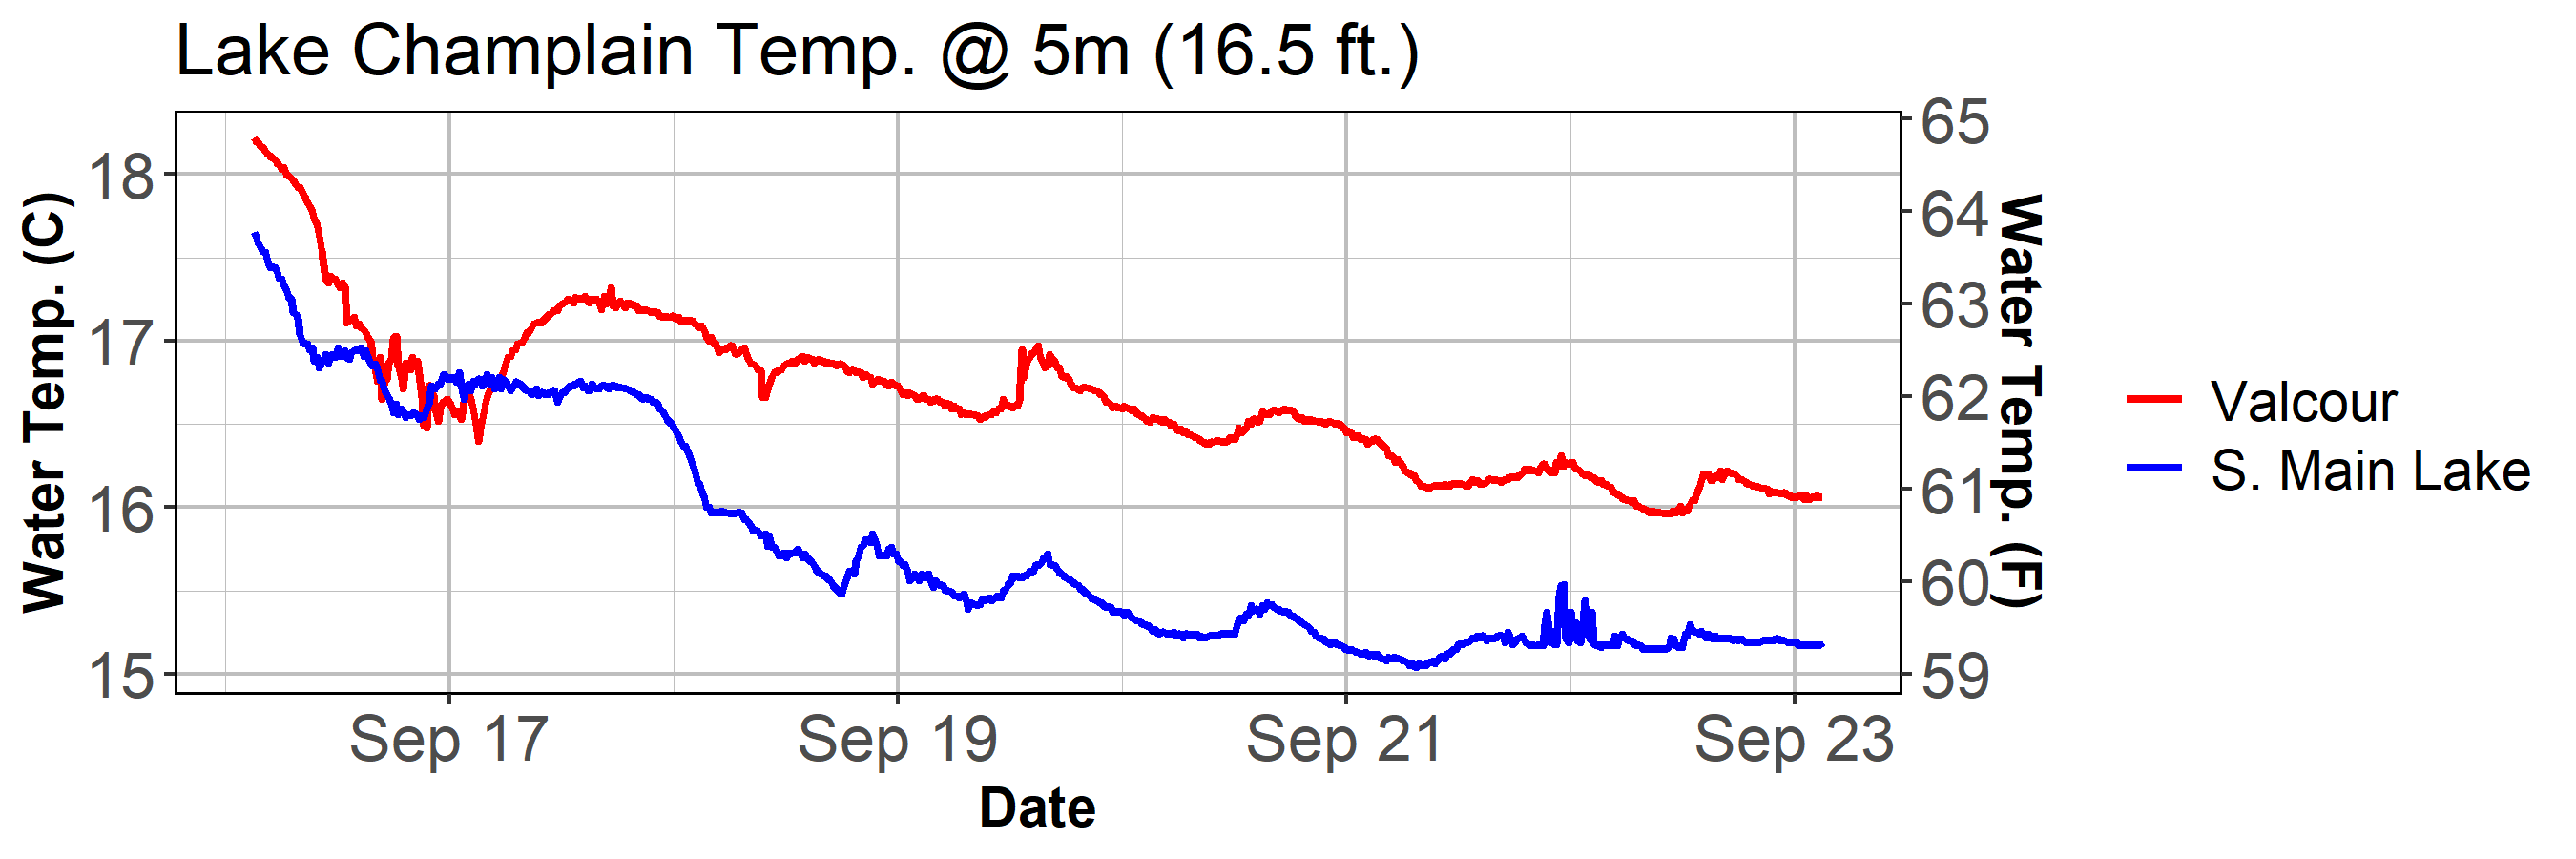 Lake Champlain Temp. @ 5m (16.5 ft.)
Water Temp. (C)
18
17
16
15
65
64
63
62
61
60
59
Water Temp. (F)
Sep 17
Sep 19
Sep 21
Sep 23
Date
Valcour
S. Main Lake